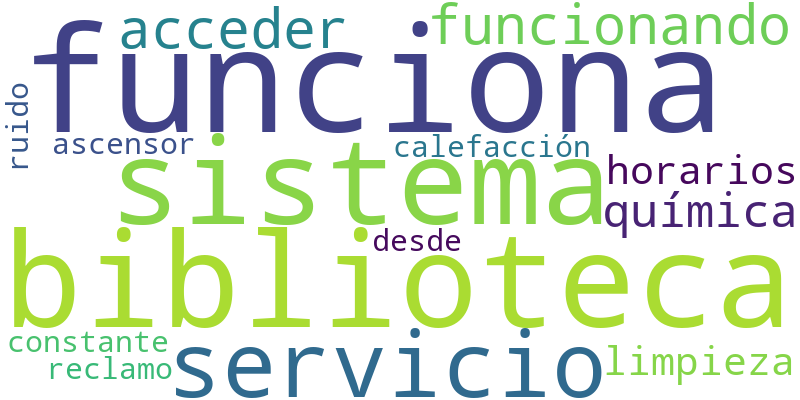 acceder
funcionando
funciona
ruido
ascensor
calefacción
sistema
horarios
química
desde
biblioteca
constante
reclamo
servicio
limpieza